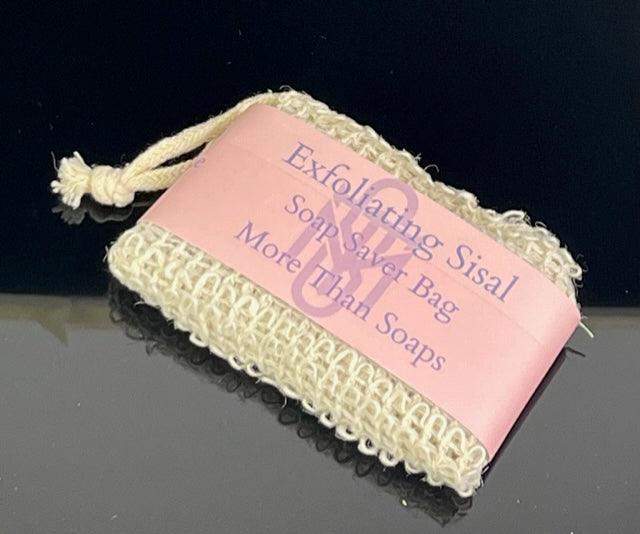 Exfoliating Sisal
Soap Saver Bag
More Than Soaps